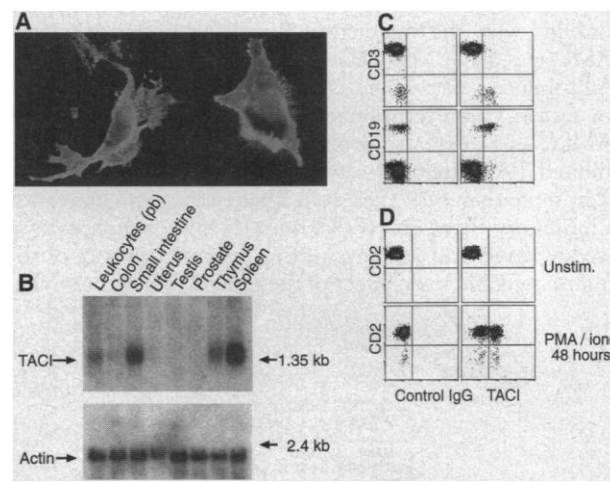 A
B
Leukocytes (pb)
Colon
Small intestine
Uterus
Testis
Prostate
Thymus
Spleen
TACI
1.35 kb
2.4 kb
Actin
C
CD3
CD19
D
CD2
Unstim.
CD2
PMA / iono
48 hours
Control IgG
TACI